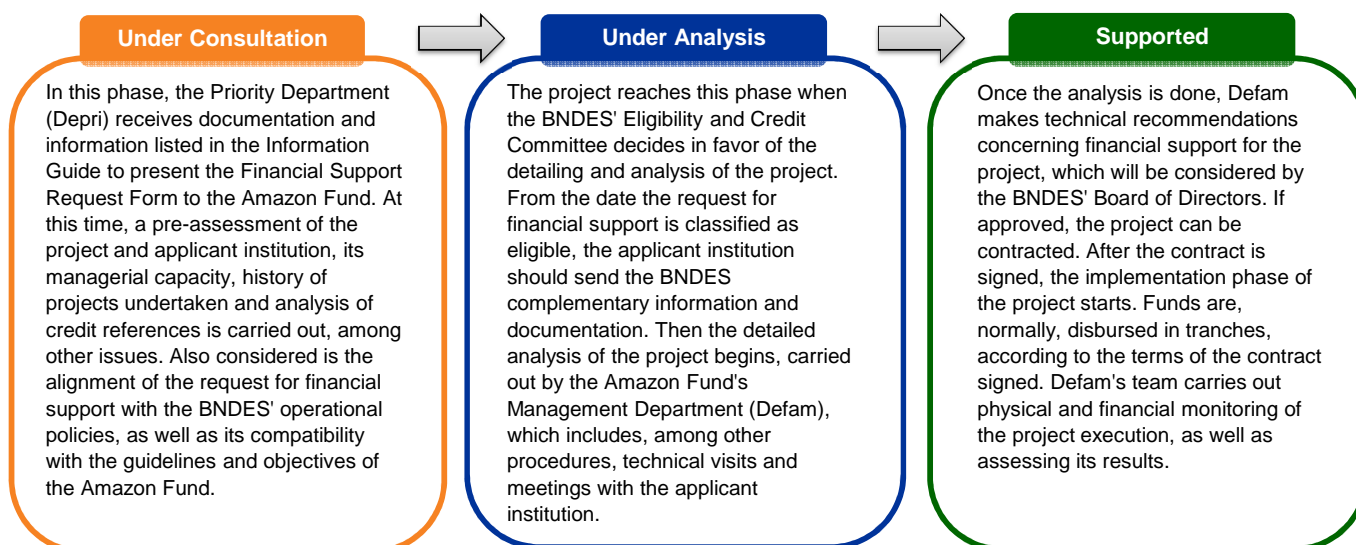 Under Consultation
In this phase, the Priority Department
(Depri) receives documentation and
information listed in the Information
Guide to present the Financial Support
Request Form to the Amazon Fund. At
this time, a pre-assessment of the
project and applicant institution, its
managerial capacity, history of
projects undertaken and analysis of
credit references is carried out, among
other issues. Also considered is the
alignment of the request for financial
support with the BNDES' operational
policies, as well as its compatibility
with the guidelines and objectives of
the Amazon Fund.
Under Analysis
The project reaches this phase when
the BNDES' Eligibility and Credit
Committee decides in favor of the
detailing and analysis of the project.
From the date the request for
financial support is classified as
eligible, the applicant institution
should send the BNDES
complementary information and
documentation. Then the detailed
analysis of the project begins, carried
out by the Amazon Fund's
Management Department (Defam),
which includes, among other
procedures, technical visits and
meetings with the applicant
institution.
Supported
Once the analysis is done, Defam
makes technical recommendations
concerning financial support for the
project, which will be considered by
the BNDES' Board of Directors. If
approved, the project can be
contracted. After the contract is
signed, the implementation phase of
the project starts. Funds are,
normally, disbursed in tranches,
according to the terms of the contract
signed. Defam's team carries out
physical and financial monitoring of
the project execution, as well as
assessing its results.